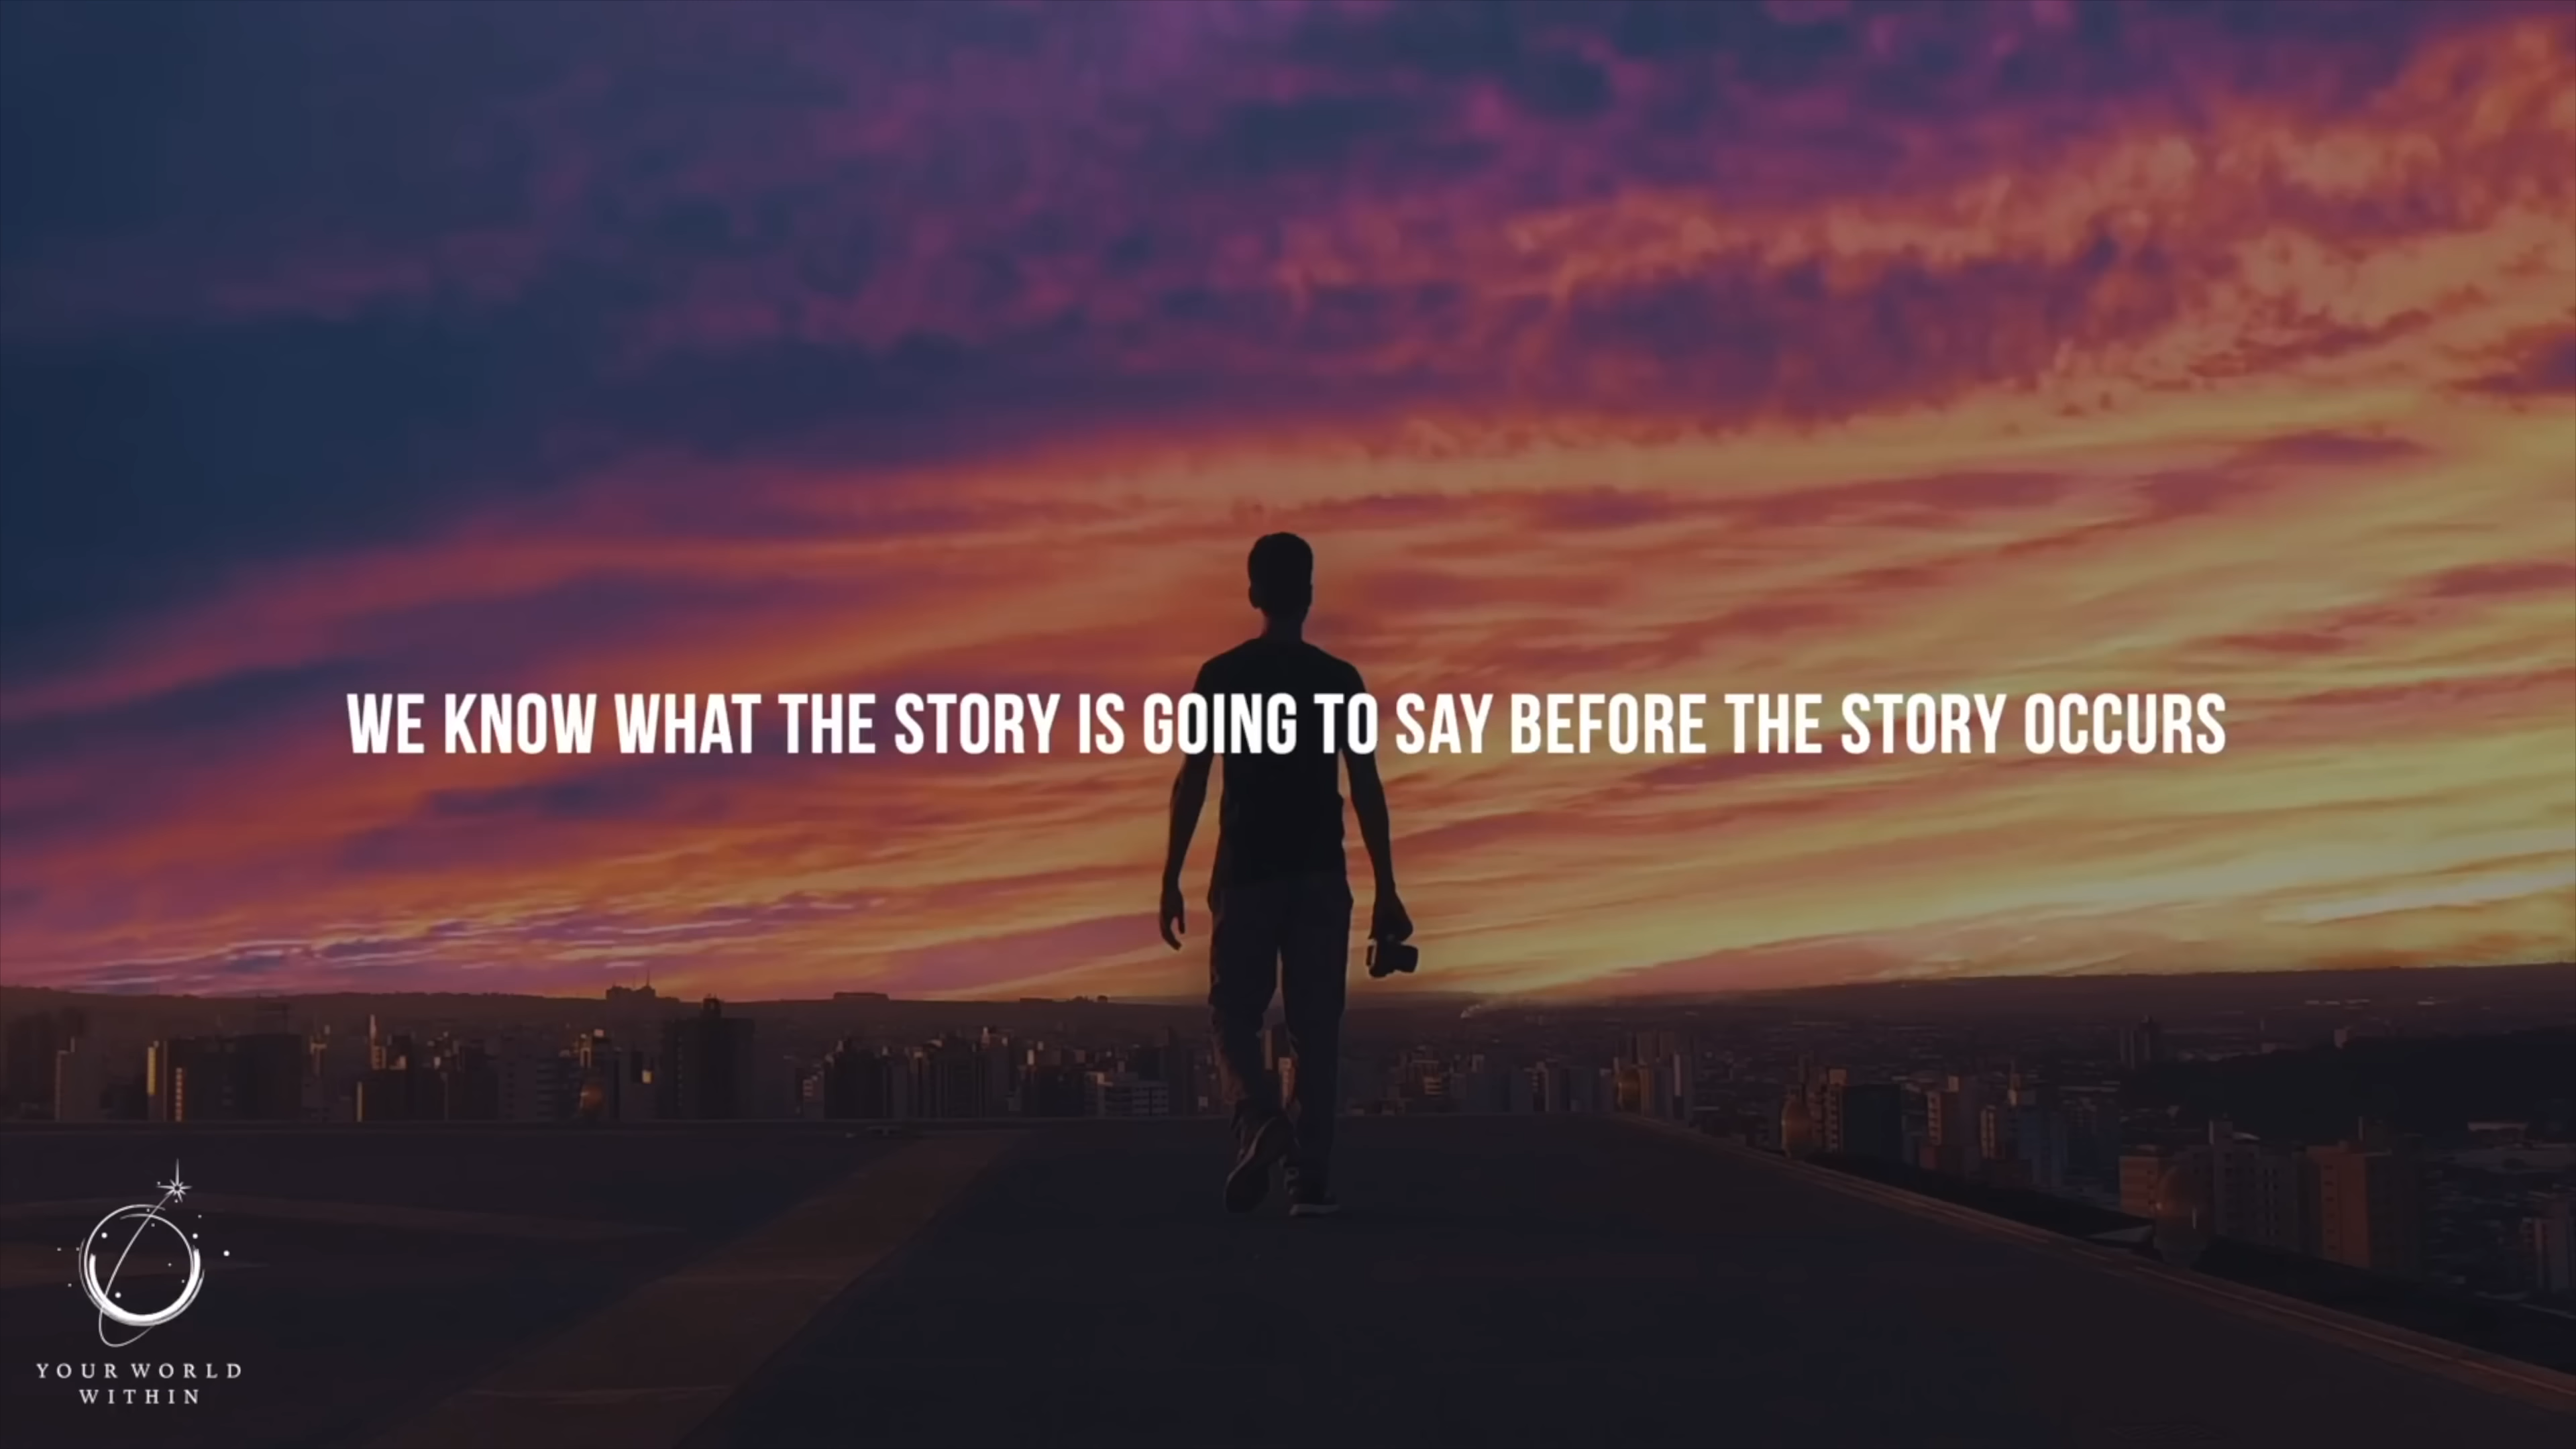 WE KNOW WHAT THE STORY IS GOING TO SAY BEFORE THE STORY OCCURS
YOUR WORLD
WITHIN